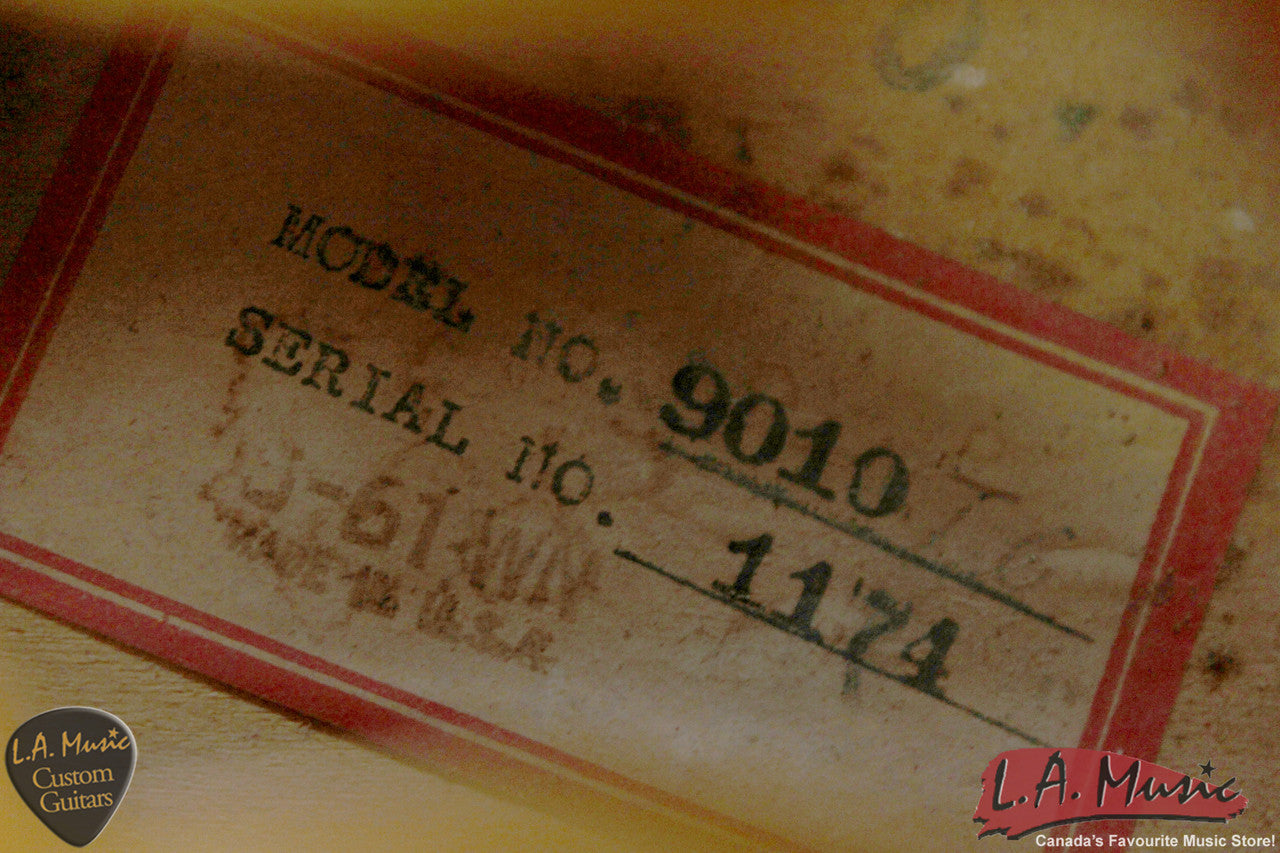 MODEL NO. 9010
SERIAL NO. 1174
MADE IN U.S.A
L.A. Music
Custom
Guitars
L.A. Music
Canada's Favourite Music Store!